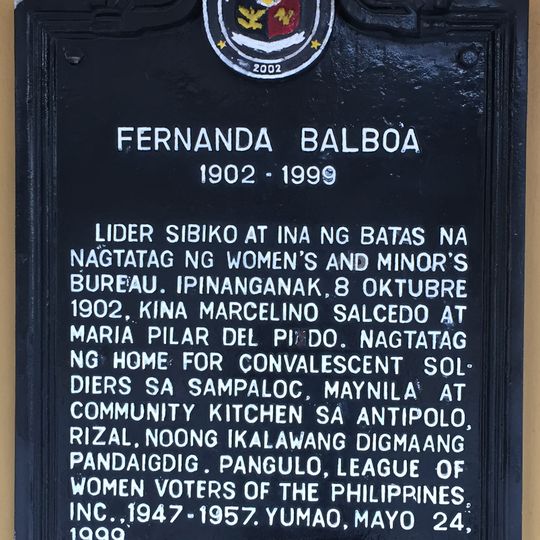 2002
FERNANDA BALBOA
1902 - 1999
LIDER SIBIKO AT INA NG BATAS NA
NAGTATAG NG WOMEN'S AND MINOR'S
BUREAU. IPINANGANAK, 8 OKTUBRE
1902, KINA MARCELINO SALCEDO AT
MARIA PILAR DEL PINDO. NAGTATAG
NG HOME FOR CONVALESCENT SOL-
DIERS SA SAMPALOC, MAYNILA AT
COMMUNITY KITCHEN SA ANTIPOLO,
RIZAL, NOONG IKALAWANG DIGMAANG
PANDAIGDIG. PANGULO, LEAGUE OF
WOMEN VOTERS OF THE PHILIPPINES,
INC., 1947-1957. YUMAO, MAYO 24,
1999